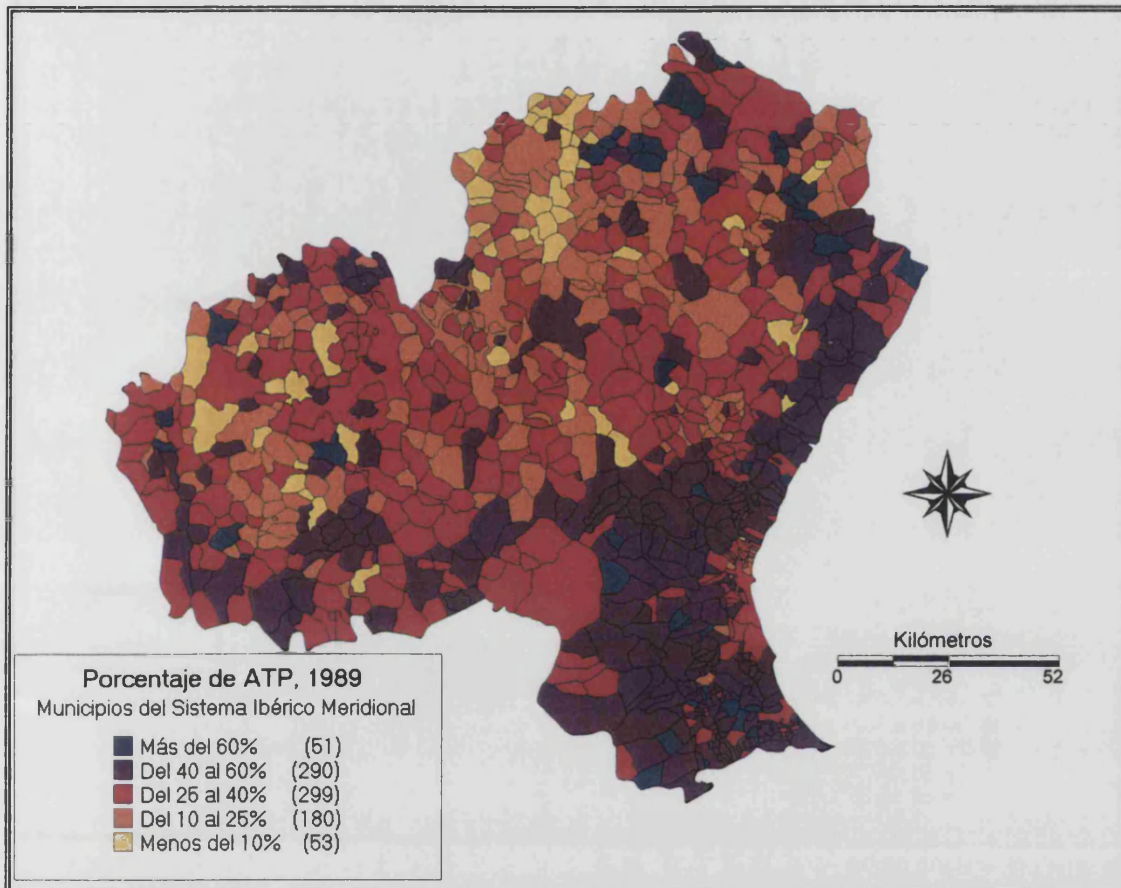 Kilómetros
0 26 52
Porcentaje de ATP, 1989
Municipios del Sistema Ibérico Meridional
Más del 60% (51)
Del 40 al 60% (290)
Del 25 al 40% (299)
Del 10 al 25% (180)
Menos del 10% (53)